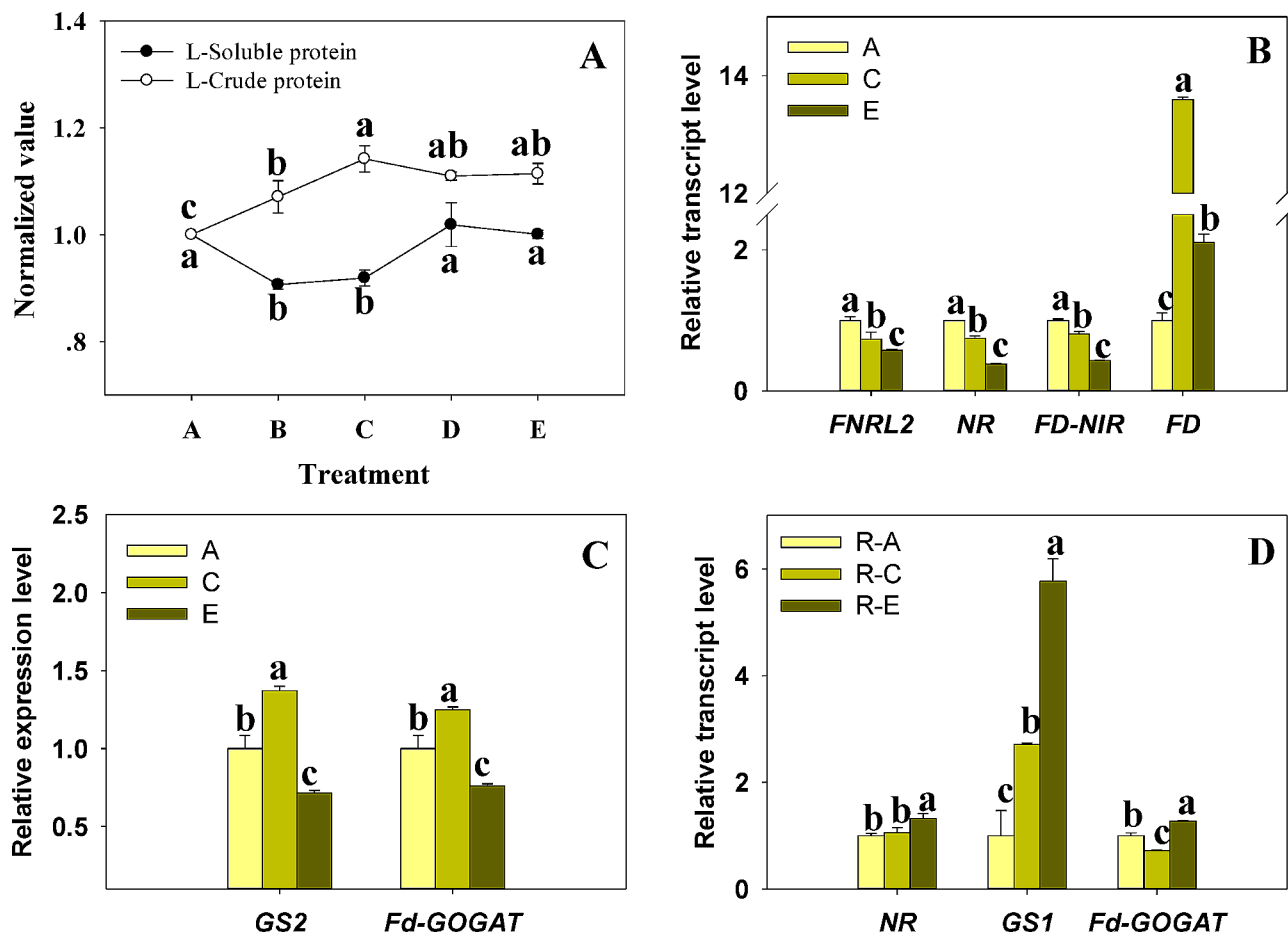 1.4
1.2
1.0
.8
Normalized value
L-Soluble protein
L-Crude protein
A
c
b
a
ab
ab
a
b
b
a
a
A
B
C
D
E
Treatment
14
12
2
0
Relative transcript level
A
C
E
B
a
b
c
a
b
c
a
b
c
c
a
b
FNRL2
NR
FD-NIR
FD
2.5
2.0
1.5
1.0
0.5
Relative expression level
A
C
E
C
b
a
c
b
a
c
GS2
Fd-GOGAT
6
4
2
0
Relative transcript level
R-A
R-C
R-E
D
b
b
a
c
b
a
b
c
a
NR
GS1
Fd-GOGAT